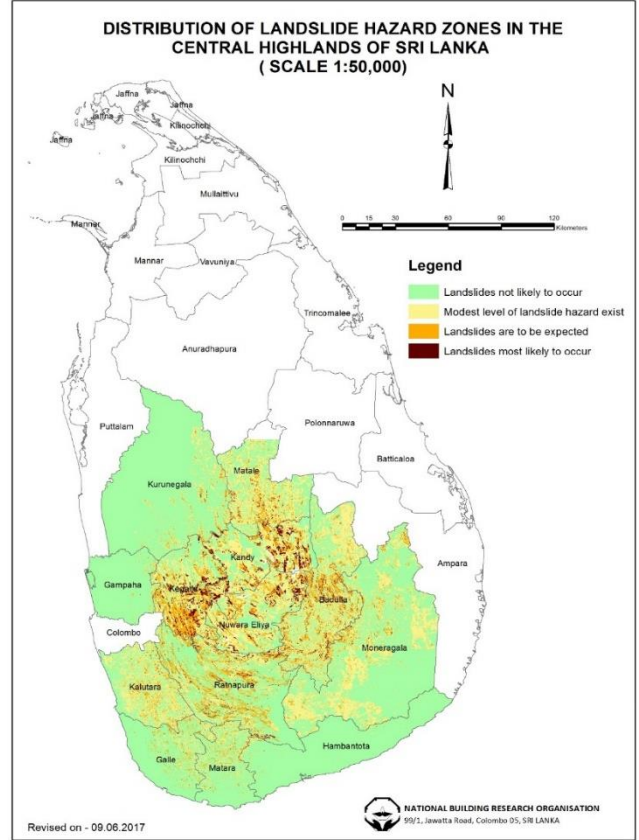 DISTRIBUTION OF LANDSLIDE HAZARD ZONES IN THE
CENTRAL HIGHLANDS OF SRI LANKA
( SCALE 1:50,000)
N
0 15 30 60 90 120
Kilometers
Legend
Landslides not likely to occur
Modest level of landslide hazard exist
Landslides are to be expected
Landslides most likely to occur
Jaffna
Jaffna
Jaffna
Kilinochchi
Jaffna
Kilinochchi
Mullaittivu
Mannar
Mannar
Vavuniya
Trincomalee
Anuradhapura
Puttalam
Polonnaruwa
Batticaloa
Matale
Kurunegala
Kandy
Ampara
Gampaha
Kegalle
Badulla
Colombo
Nuwara Eliya
Moneragala
Kalutara
Ratnapura
Hambantota
Galle
Matara
Revised on - 09.06.2017
NATIONAL BUILDING RESEARCH ORGANISATION
99/1, Jawatta Road, Colombo 05, SRI LANKA